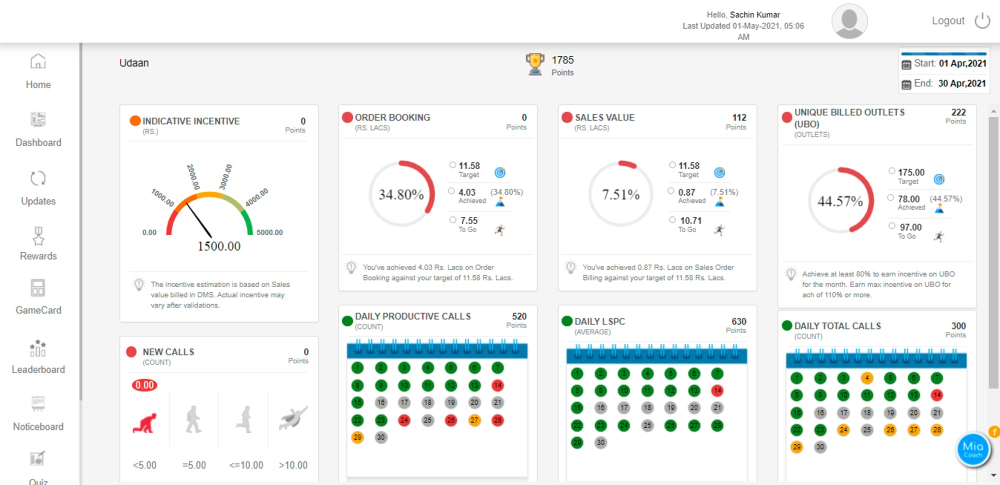 Hello, Sachin Kumar
Last Updated 01-May-2021, 05:06
AM
Logout
Home
Dashboard
Updates
Rewards
GameCard
Leaderboard
Noticeboard
Quiz
Udaan
1785
Points
Start: 01 Apr,2021
End: 30 Apr,2021
INDICATIVE INCENTIVE
(RS.)
0
Points
0.00
1000.00
2000.00
3000.00
4000.00
5000.00
1500.00
The incentive estimation is based on Sales
value billed in DMS. Actual incentive may
vary after validations.
ORDER BOOKING
(RS. LACS)
0
Points
34.80%
11.58
Target
4.03 (34.80%)
Achieved
7.55
To Go
You've achieved 4.03 Rs. Lacs on Order
Booking against your target of 11.58 Rs. Lacs.
SALES VALUE
(RS. LACS)
112
Points
7.51%
11.58
Target
0.87 (7.51%)
Achieved
10.71
To Go
You've achieved 0.87 Rs. Lacs on Sales Order
Billing against your target of 11.58 Rs. Lacs.
UNIQUE BILLED OUTLETS
(UBO)
(OUTLETS)
222
Points
44.57%
175.00
Target
78.00 (44.57%)
Achieved
97.00
To Go
Achieve at least 80% to earn incentive on UBO
for the month. Earn max incentive on UBO for
ach of 110% or more.
NEW CALLS
(COUNT)
0
Points
0.00
<5.00 =5.00 <=10.00 >10.00
DAILY PRODUCTIVE CALLS
(COUNT)
520
Points
1 2 3 4 5 6 7
8 9 10 11 12 13 14
15 16 17 18 19 20 21
22 23 24 25 26 27 28
29 30
DAILY LSPC
(AVERAGE)
630
Points
1 2 3 4 5 6 7
8 9 10 11 12 13 14
15 16 17 18 19 20 21
22 23 24 25 26 27 28
29 30
DAILY TOTAL CALLS
(COUNT)
300
Points
1 2 3 4 5 6 7
8 9 10 11 12 13 14
15 16 17 18 19 20 21
22 23 24 25 26 27 28
29 30
1
Mia
Coach